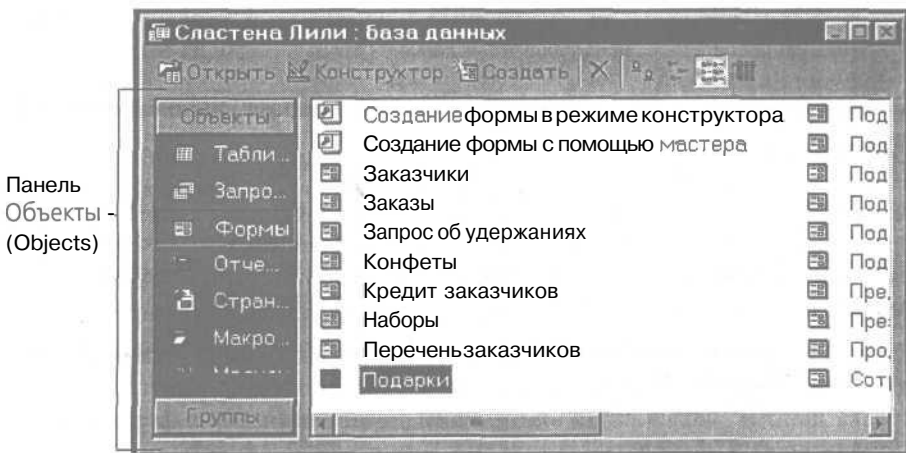 Сластена Лили : база данных
Открыть Конструктор Создать
Объекты
Табли...
Запро...
Формы
Отче...
Стран...
Макро...
Группы
Создание формы в режиме конструктора
Создание формы с помощью мастера
Заказчики
Заказы
Запрос об удержаниях
Конфеты
Кредит заказчиков
Наборы
Перечень заказчиков
Подарки
Под
Под
Под
Под
Под
Под
Пре,
Пре:
Про,
Сот
Панель
Объекты
(Objects)